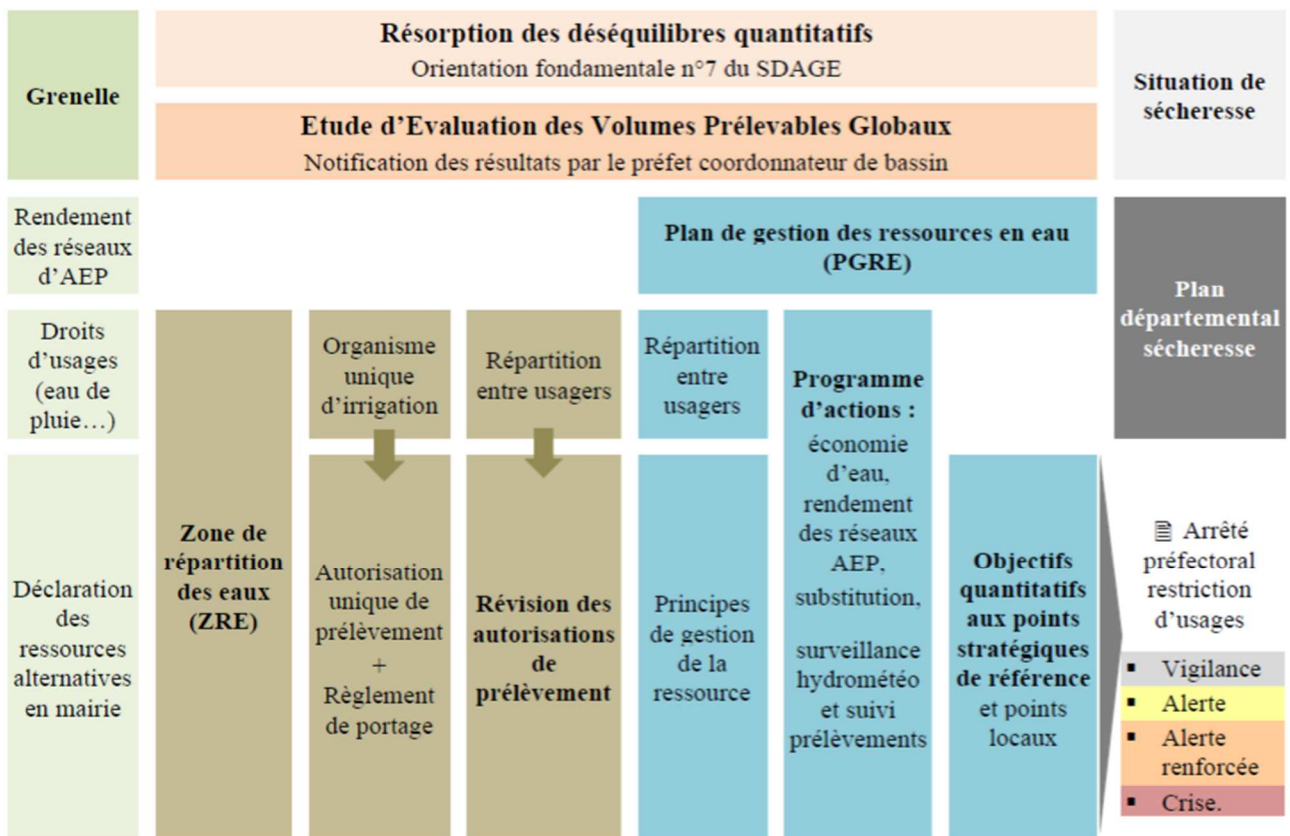 Grenelle
Résorption des déséquilibres quantitatifs
Orientation fondamentale n°7 du SDAGE
Etude d'Evaluation des Volumes Prélevables Globaux
Notification des résultats par le préfet coordonnateur de bassin
Situation de
sécheresse
Rendement
des réseaux
d'AEP
Plan de gestion des ressources en eau
(PGRE)
Plan
départemental
sécheresse
Droits
d'usages
(eau de
pluie…)
Déclaration
des
ressources
alternatives
en mairie
Zone de
répartition
des eaux
(ZRE)
Organisme
unique
d'irrigation
Autorisation
unique de
prélèvement
+
Règlement
de portage
Répartition
entre usagers
Révision des
autorisations
de
prélèvement
Répartition
entre
usagers
Principes
de gestion
de la
ressource
Programme
d'actions :
économie
d'eau,
rendement
des réseaux
AEP,
substitution,
surveillance
hydrométéo
et suivi
prélèvements
Objectifs
quantitatifs
aux points
stratégiques
de référence
et points
locaux
Arrêté
préfectoral
restriction
d'usages
▪ Vigilance
▪ Alerte
▪ Alerte
renforcée
▪ Crise.